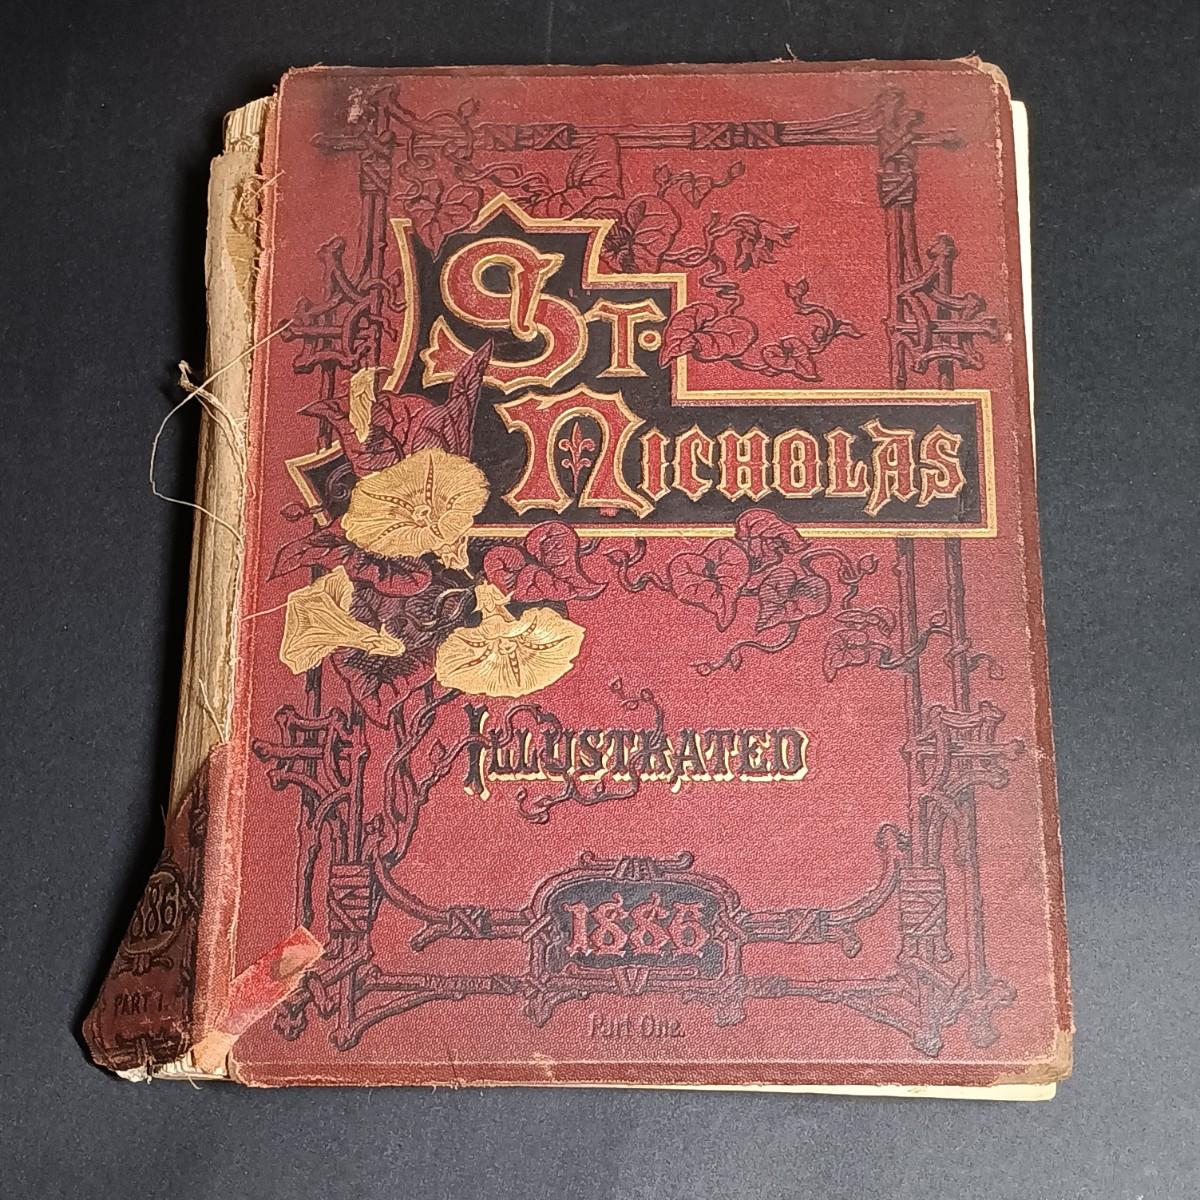 St.
Nicholas
Illustrated
1886
Part One.
1886
PART I.